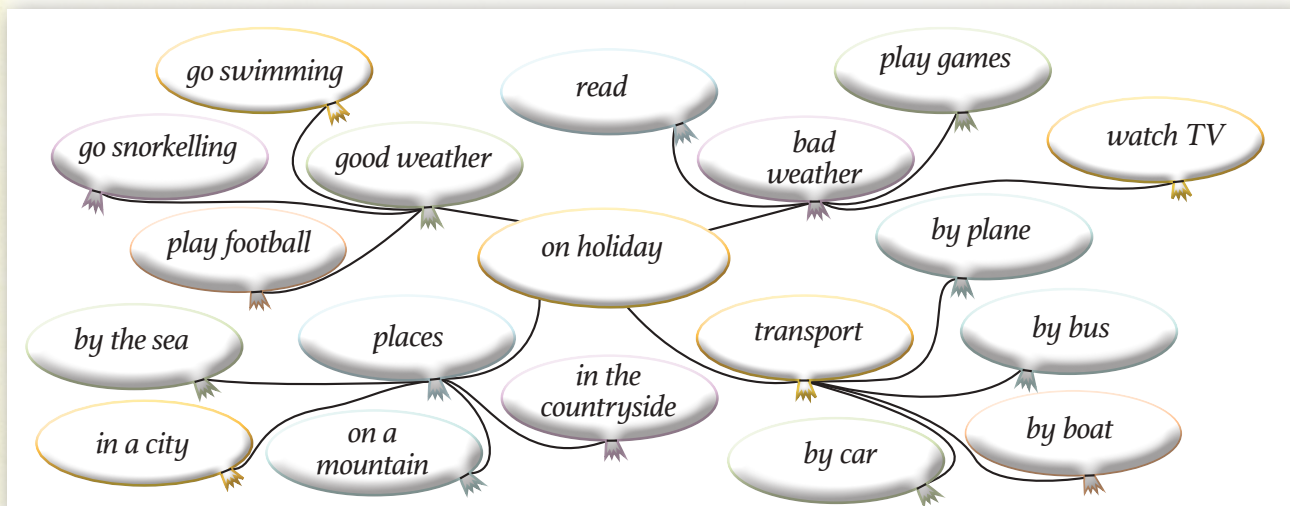 go swimming
read
play games
go snorkelling
good weather
bad
weather
watch TV
play football
on holiday
by plane
by the sea
places
transport
by bus
in the
countryside
in a city
on a
mountain
by car
by boat